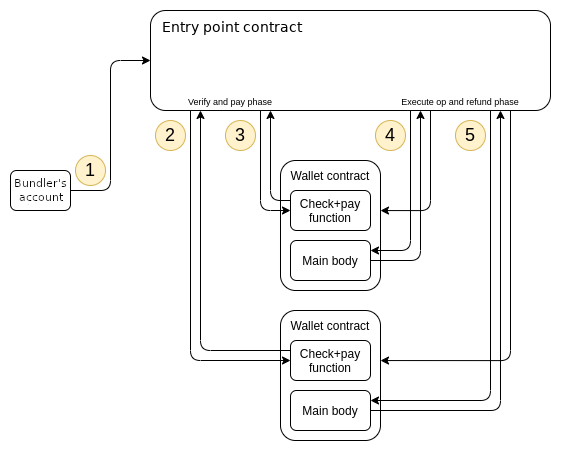 Entry point contract
Verify and pay phase
Execute op and refund phase
1
2
3
4
5
Bundler's
account
Wallet contract
Check+pay
function
Main body
Wallet contract
Check+pay
function
Main body